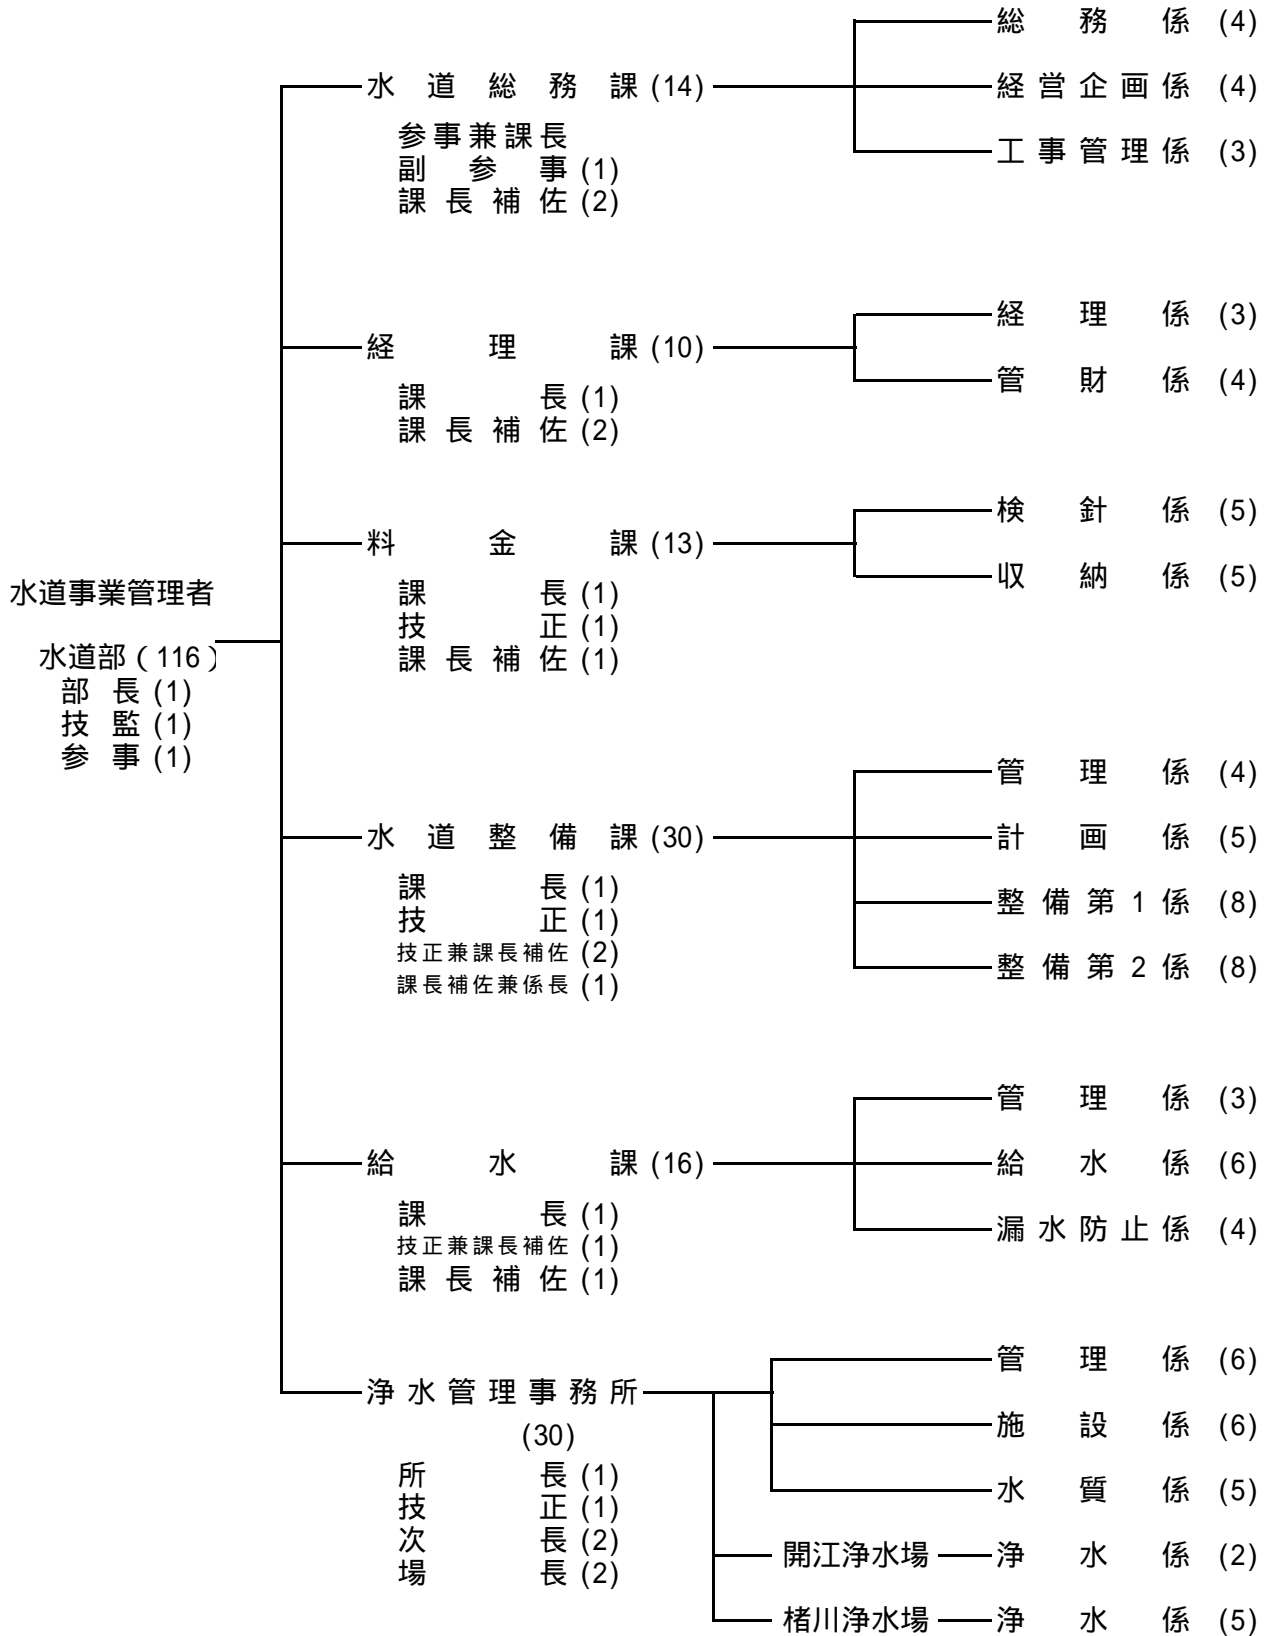 水道事業管理者
水道部（116）
部長(1)
技監(1)
参事(1)
水道総務課(14)
参事兼課長
副参事(1)
課長補佐(2)
総務係(4)
経営企画係(4)
工事管理係(3)
経理課(10)
課長(1)
課長補佐(2)
経理係(3)
管財係(4)
料金課(13)
課長(1)
技正(1)
課長補佐(1)
検針係(5)
収納係(5)
水道整備課(30)
課長(1)
技正(1)
技正兼課長補佐(2)
課長補佐兼係長(1)
管理係(4)
計画係(5)
整備第1係(8)
整備第2係(8)
給水課(16)
課長(1)
技正兼課長補佐(1)
課長補佐(1)
管理係(3)
給水係(6)
漏水防止係(4)
浄水管理事務所
(30)
所長(1)
技正(1)
次長(2)
場長(2)
管理係(6)
施設係(6)
水質係(5)
開江浄水場
浄水係(2)
楮川浄水場
浄水係(5)